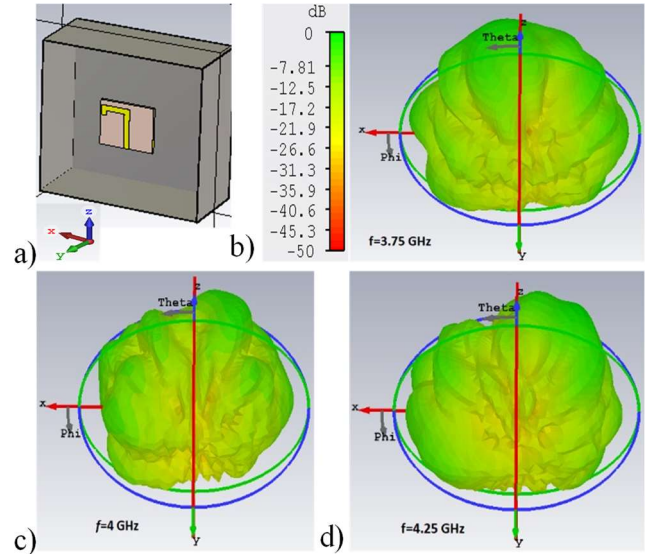 a)
z
x
y
b)
dB
0
-7.81
-12.5
-17.2
-21.9
-26.6
-31.3
-35.9
-40.6
-45.3
-50
z
Theta
x
Phi
y
f=3.75 GHz
c)
z
Theta
x
Phi
y
f=4 GHz
d)
z
Theta
x
Phi
y
f=4.25 GHz